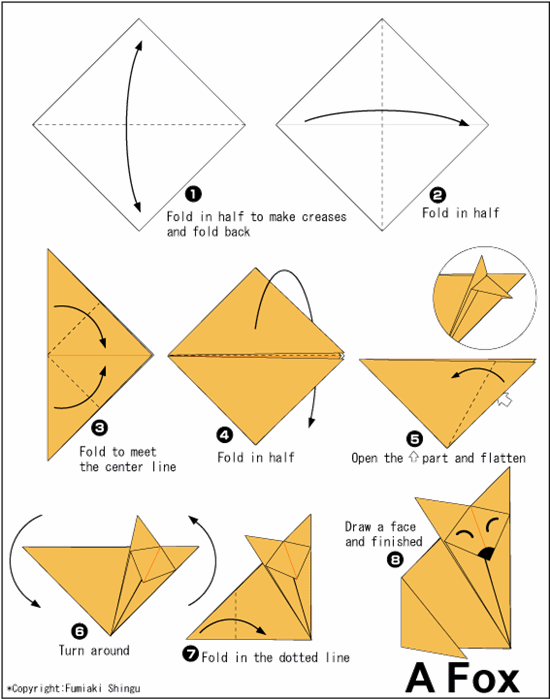 1
Fold in half to make creases
and fold back
2
Fold in half
3
Fold to meet
the center line
4
Fold in half
5
Open the ⇧ part and flatten
6
Turn around
7
Fold in the dotted line
Draw a face
and finished
8
A Fox
*Copyright:Fumiaki Shingu